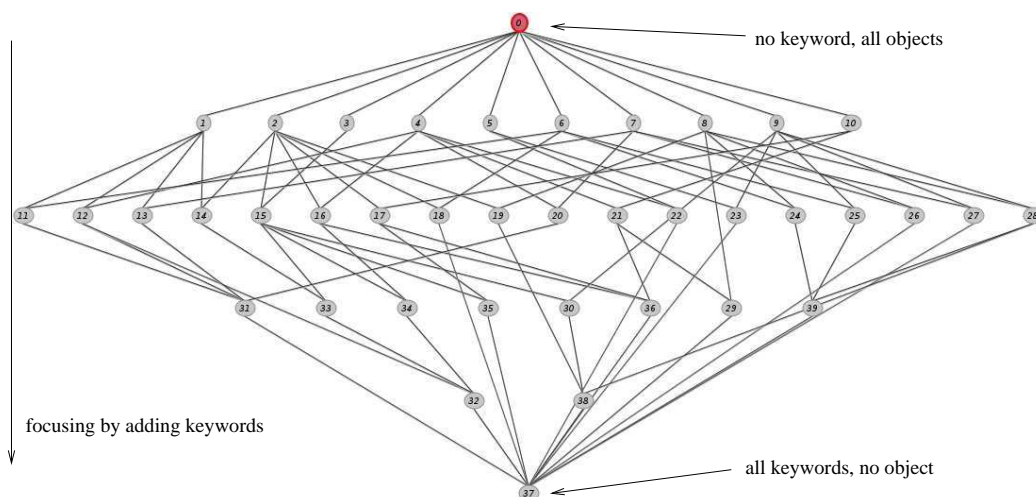 0
no keyword, all objects
1 2 3 4 5 6 7 8 9 10
11 12 13 14 15 16 17 18 19 20 21 22 23 24 25 26 27 28
31 33 34 35 30 36 29 39
32 38
focusing by adding keywords
all keywords, no object
37